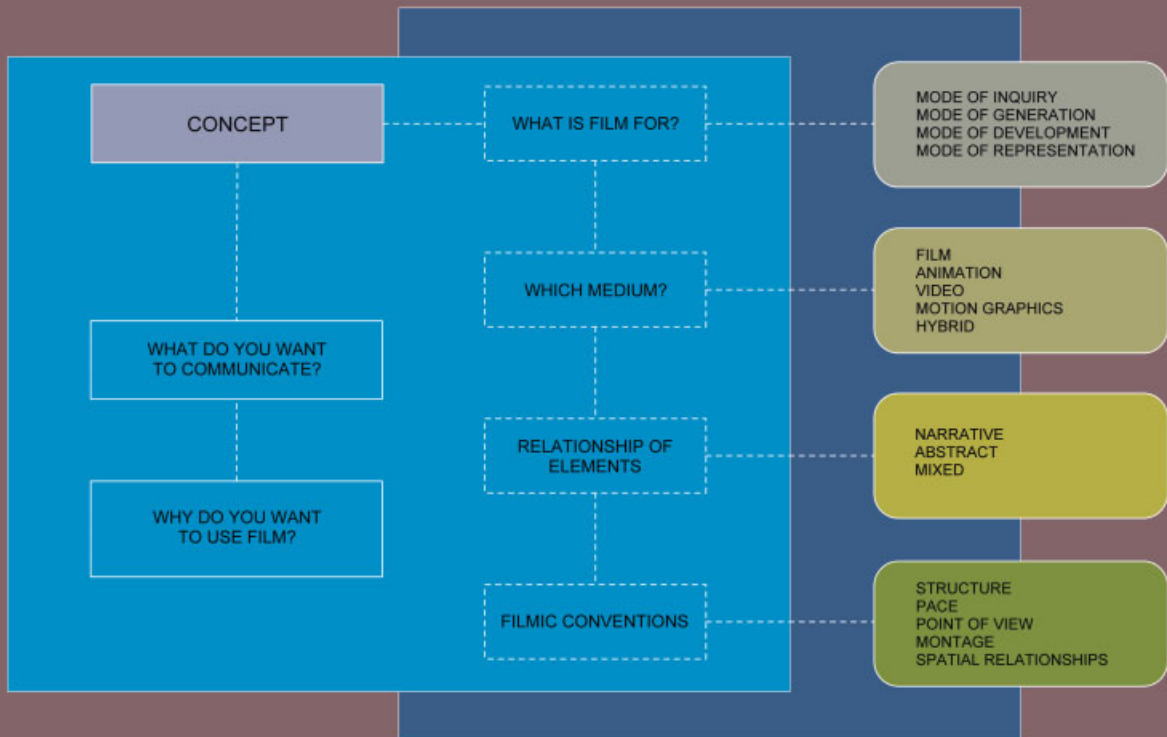 CONCEPT
WHAT DO YOU WANT
TO COMMUNICATE?
WHY DO YOU WANT
TO USE FILM?
WHAT IS FILM FOR?
WHICH MEDIUM?
RELATIONSHIP OF
ELEMENTS
FILMIC CONVENTIONS
MODE OF INQUIRY
MODE OF GENERATION
MODE OF DEVELOPMENT
MODE OF REPRESENTATION
FILM
ANIMATION
VIDEO
MOTION GRAPHICS
HYBRID
NARRATIVE
ABSTRACT
MIXED
STRUCTURE
PACE
POINT OF VIEW
MONTAGE
SPATIAL RELATIONSHIPS